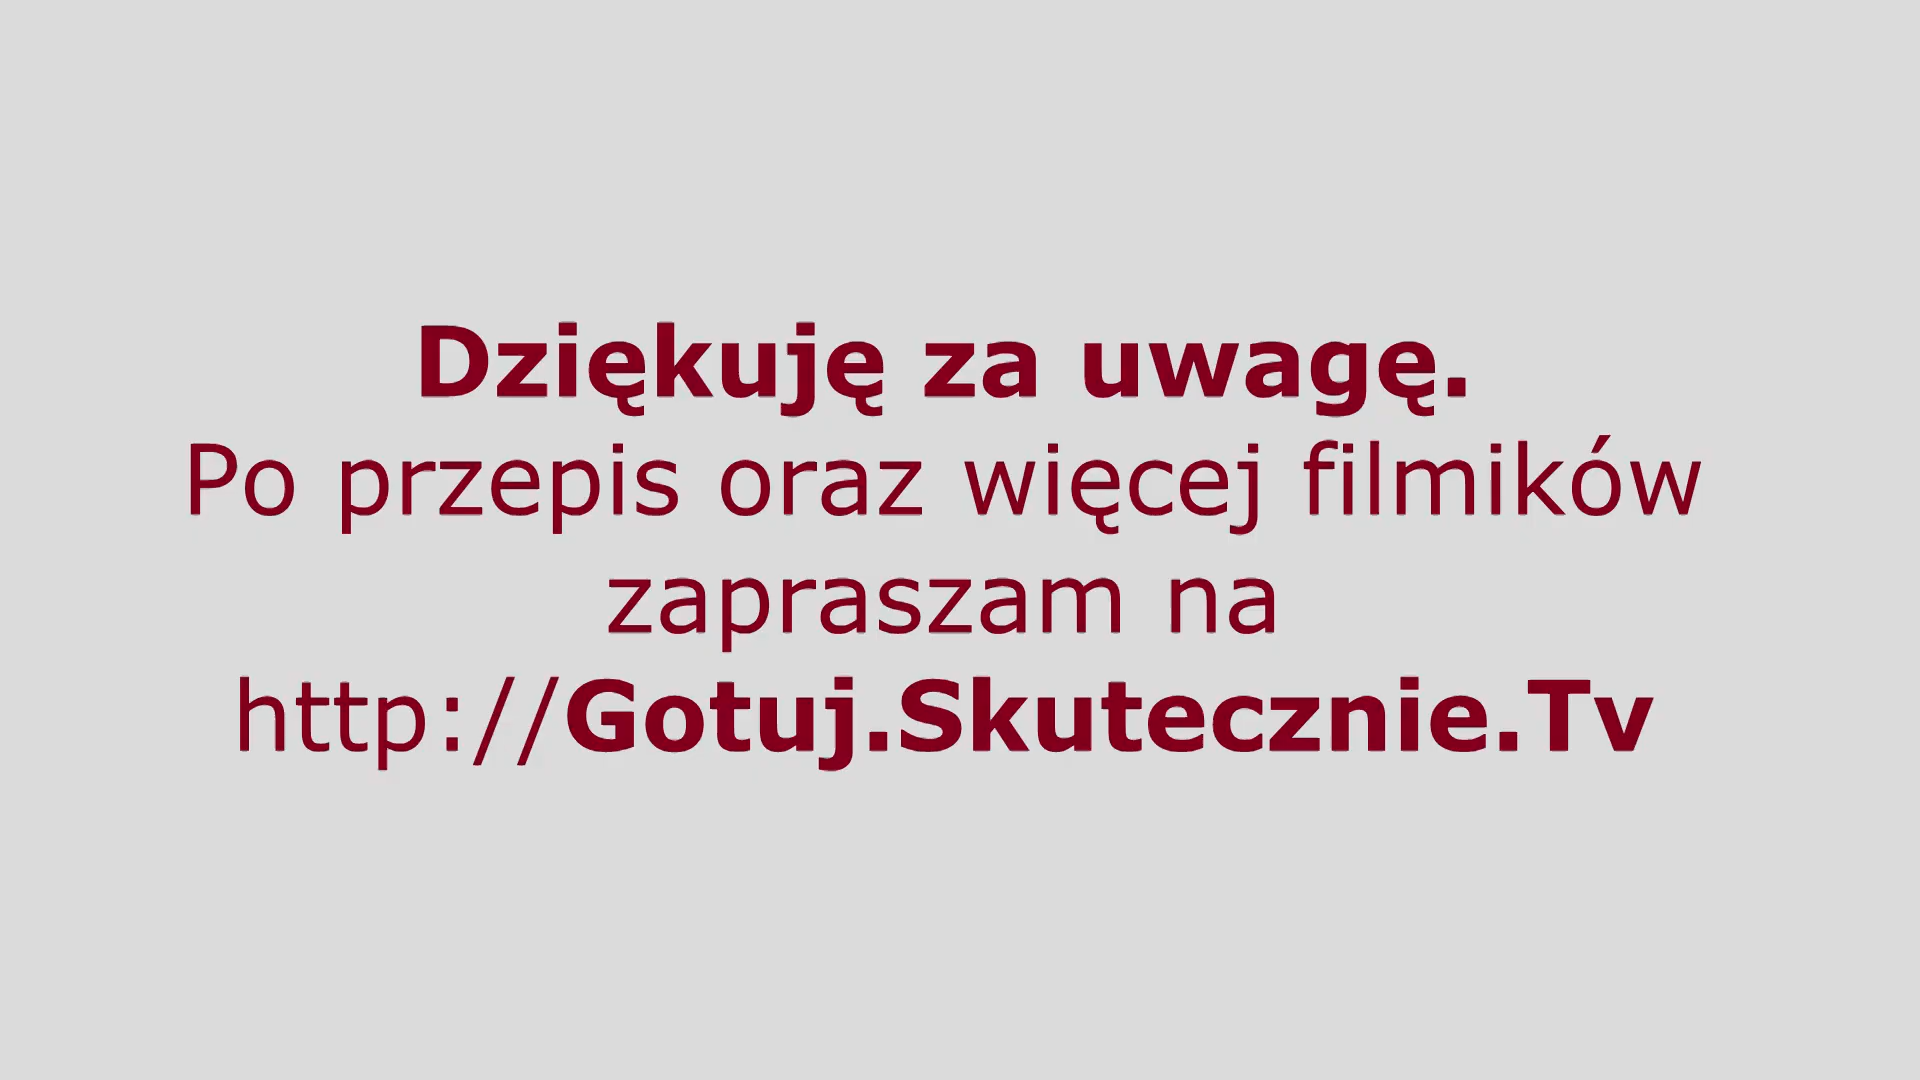 Dziękuję za uwagę.
Po przepis oraz więcej filmików
zapraszam na
http://Gotuj.Skutecznie.Tv